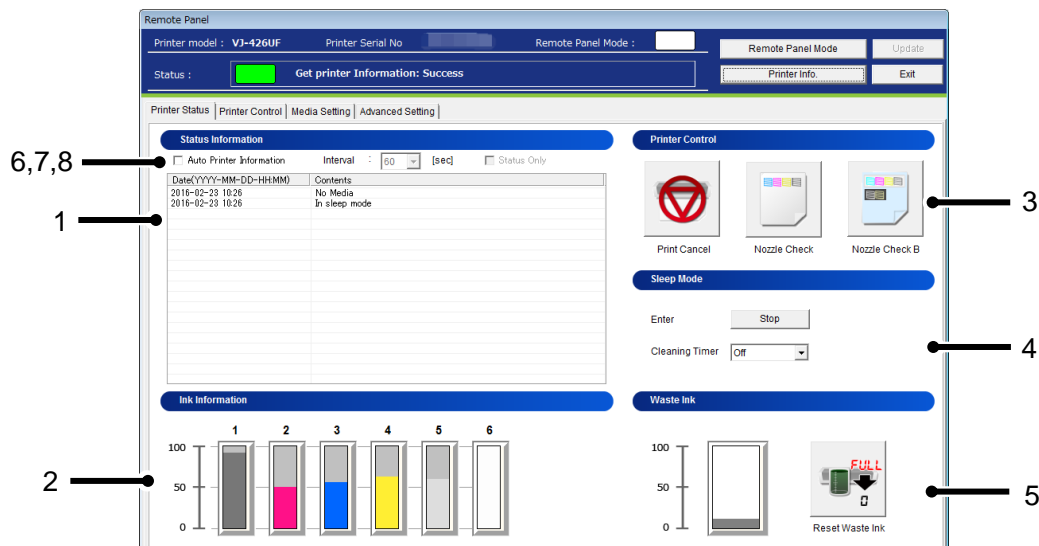 Remote Panel
Printer model : VJ-426UF Printer Serial No Remote Panel Mode :
Remote Panel Mode Update
Status : Get printer Information: Success
Printer Info. Exit
Printer Status Printer Control Media Setting Advanced Setting
Status Information
6,7,8
Auto Printer Information Interval : 60 [sec] Status Only
Date(YYYY-MM-DD-HH:MM) Contents
2016-02-23 10:26 No Media
2016-02-23 10:26 In sleep mode
1
Printer Control
3
Print Cancel Nozzle Check Nozzle Check B
Sleep Mode
Enter Stop
Cleaning Timer Off
4
Ink Information
1 2 3 4 5 6
100
50
0
2
Waste Ink
100
50
0
FULL
0
Reset Waste Ink
5